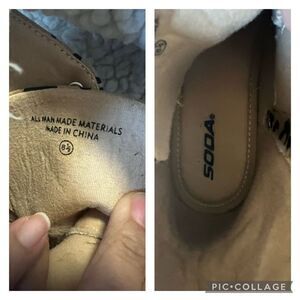 ALL MAN MADE MATERIALS
MADE IN CHINA
8½
SODA®
PIC•COLLAGE